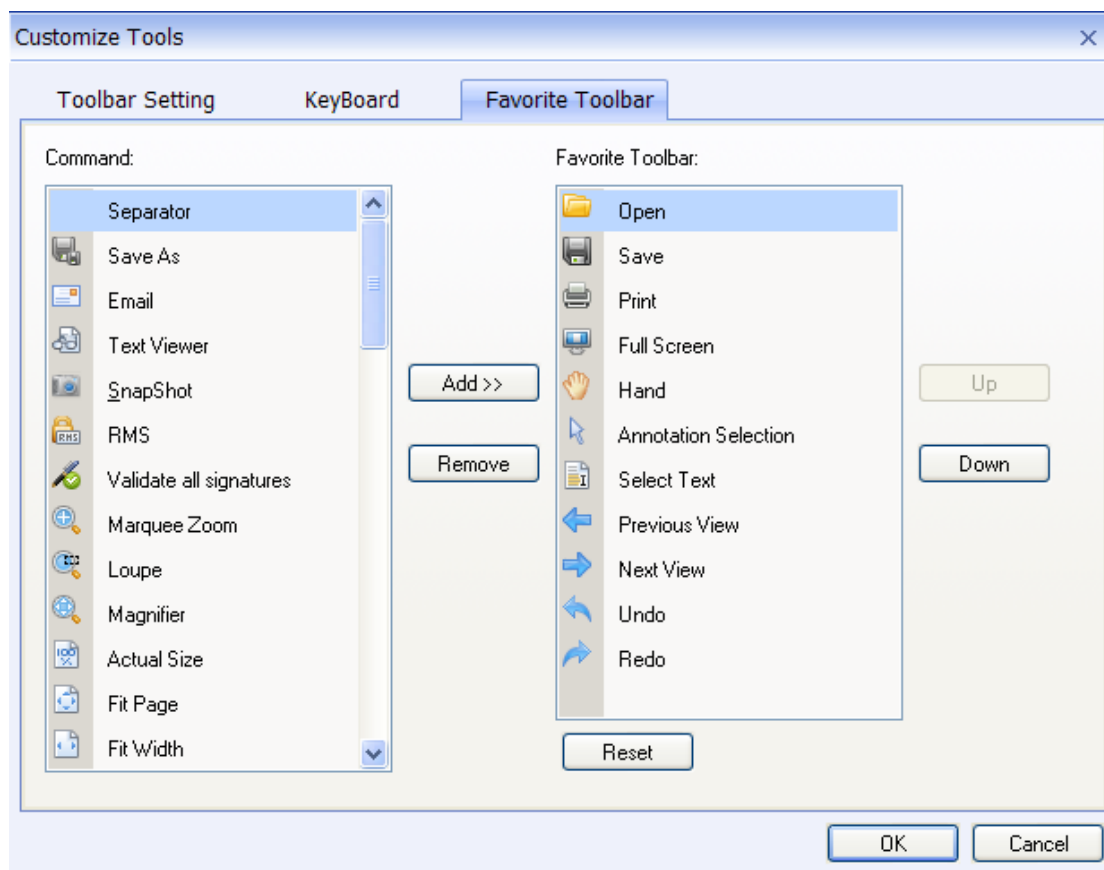 Customize Tools
Toolbar Setting KeyBoard Favorite Toolbar
Command:
Separator
Save As
Email
Text Viewer
SnapShot
RMS
Validate all signatures
Marquee Zoom
Loupe
Magnifier
Actual Size
Fit Page
Fit Width
Add >>
Remove
Favorite Toolbar:
Open
Save
Print
Full Screen
Hand
Annotation Selection
Select Text
Previous View
Next View
Undo
Redo
Reset
Up
Down
OK Cancel